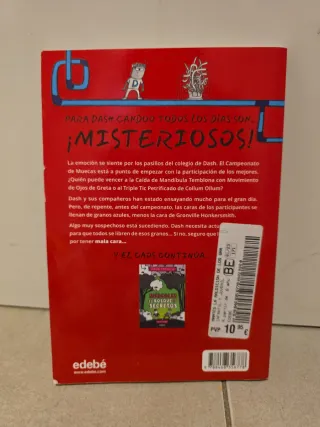 D
PARA DASH CANDON TODOS LOS DÍAS SON...
¡MISTERIOSOS!
La emoción se siente por los pasillos del colegio de Dash. El Campeonato
de Muecas está a punto de empezar con la participación de los mejores.
¿Quién puede vencer a la Caída de Mandíbula Temblona con Movimiento
de Ojos de Greta o al Triple Tic Petrificado de Collum Ollum?
Dash y sus compañeros han estado ensayando mucho para el gran día.
Pero, de repente, antes del campeonato, las caras de los participantes se
llenan de granos azules, menos la cara de Gronville Honkersmith.
Algo muy sospechoso está sucediendo. Dash necesita
para que todos se libren de esos granos... Si no, seguro que
por tener mala cara...
Y EL CAOS CONTINÚA...
SECRETOS
BE
PVP 10 €
edebé
www.edebe.com